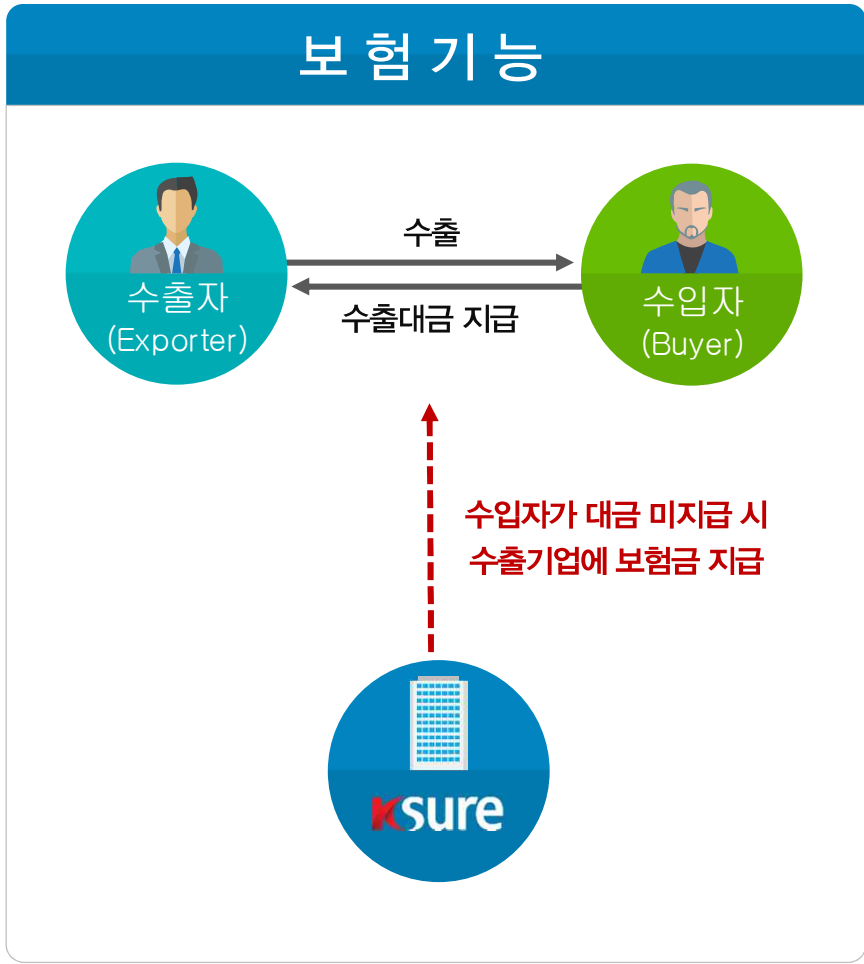 보험기능
수출
수출자
(Exporter)
수입자
(Buyer)
수출대금 지급
수입자가 대금 미지급 시
수출기업에 보험금 지급
Ksure